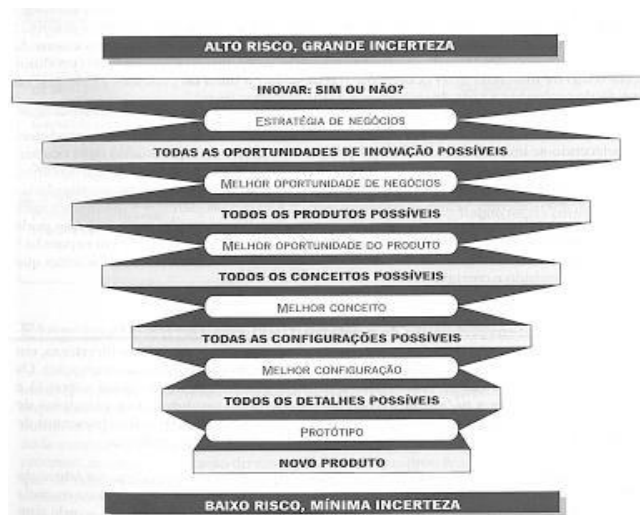 ALTO RISCO, GRANDE INCERTEZA
INOVAR: SIM OU NÃO?
ESTRATÉGIA DE NEGÓCIOS
TODAS AS OPORTUNIDADES DE INOVAÇÃO POSSÍVEIS
MELHOR OPORTUNIDADE DE NEGÓCIOS
TODOS OS PRODUTOS POSSÍVEIS
MELHOR OPORTUNIDADE DO PRODUTO
TODOS OS CONCEITOS POSSÍVEIS
MELHOR CONCEITO
TODAS AS CONFIGURAÇÕES POSSÍVEIS
MELHOR CONFIGURAÇÃO
TODOS OS DETALHES POSSÍVEIS
PROTÓTIPO
NOVO PRODUTO
BAIXO RISCO, MÍNIMA INCERTEZA